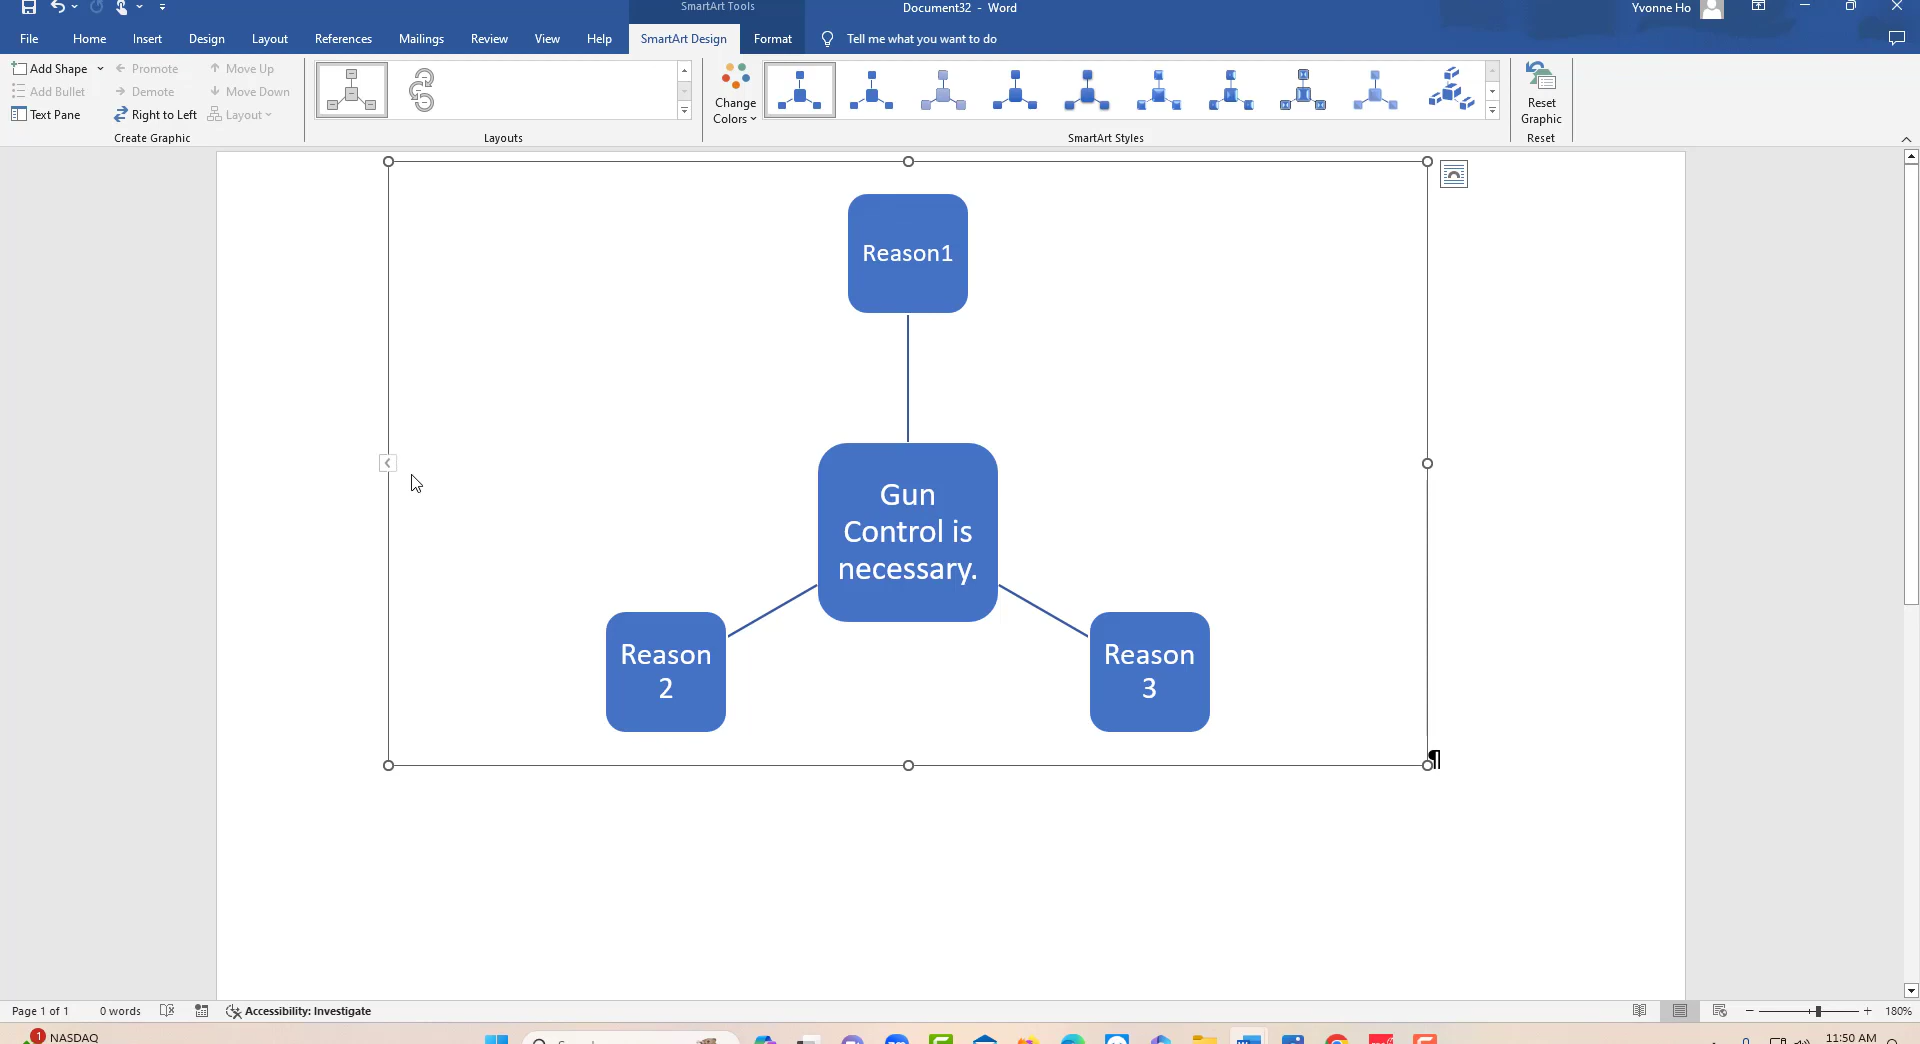 SmartArt Tools
Document32 - Word
Yvonne Ho
File
Home
Insert
Design
Layout
References
Mailings
Review
View
Help
SmartArt Design
Format
Tell me what you want to do
Add Shape
Promote
Move Up
Add Bullet
Demote
Move Down
Text Pane
Right to Left
Layout
Create Graphic
Layouts
Change
Colors
SmartArt Styles
Reset
Graphic
Reset
Reason1
Gun
Control is
necessary.
Reason
2
Reason
3
¶
Page 1 of 1
0 words
Accessibility: Investigate
180%
1
NASDAQ
11:50 AM